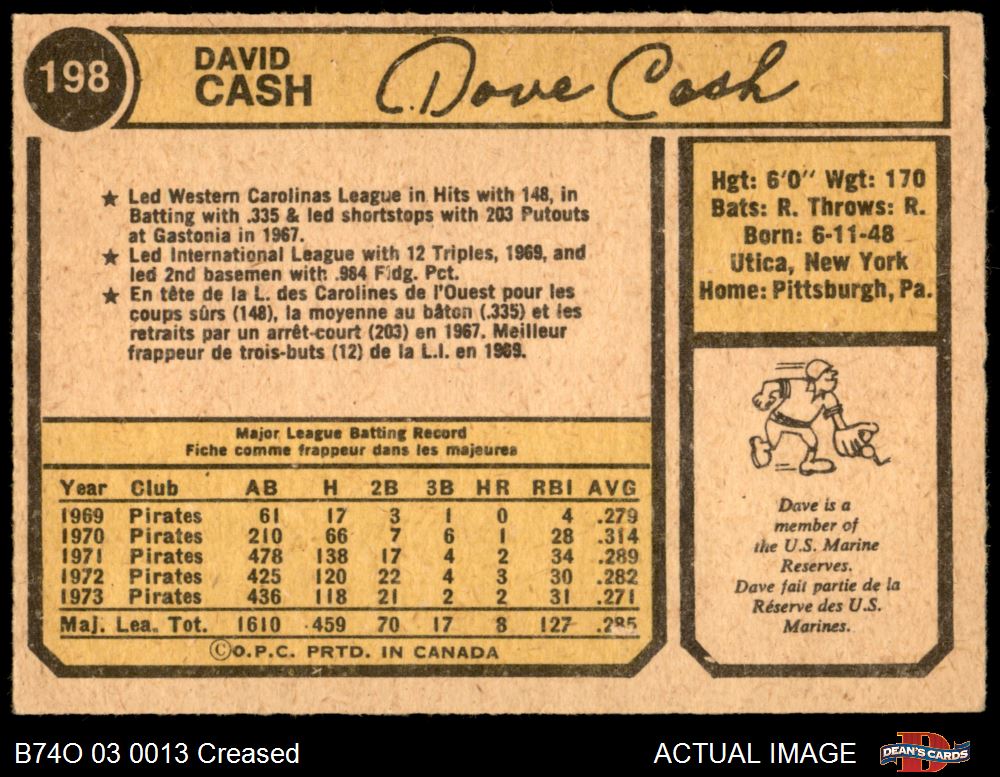 198
DAVID
CASH
Dave Cash
★ Led Western Carolinas League in Hits with 148, in
Batting with .335 & led shortstops with 203 Putouts
at Gastonia in 1967.
★ Led International League with 12 Triples, 1969, and
led 2nd basemen with .984 Fldg. Pct.
★ En tête de la L. des Carolines de l'Ouest pour les
coups sûrs (148), la moyenne au bâton (.335) et les
retraits par un arrêt-court (203) en 1967. Meilleur
frappeur de trois-buts (12) de la L.I. en 1969.
Hgt: 6'0" Wgt: 170
Bats: R. Throws: R.
Born: 6-11-48
Utica, New York
Home: Pittsburgh, Pa.
Major League Batting Record
Fiche comme frappeur dans les majeures
Year Club AB H 2B 3B HR RBI AVG
1969 Pirates 61 17 3 1 0 4 .279
1970 Pirates 210 66 7 6 1 28 .314
1971 Pirates 478 138 17 4 2 34 .289
1972 Pirates 425 120 22 4 3 30 .282
1973 Pirates 436 118 21 2 2 31 .271
Maj. Lea. Tot. 1610 459 70 17 8 127 .285
©O.P.C. PRTD. IN CANADA
Dave is a
member of
the U.S. Marine
Reserves.
Dave fait partie de la
Réserve des U.S.
Marines.
B74O 03 0013 Creased
ACTUAL IMAGE
DEAN'S CARDS